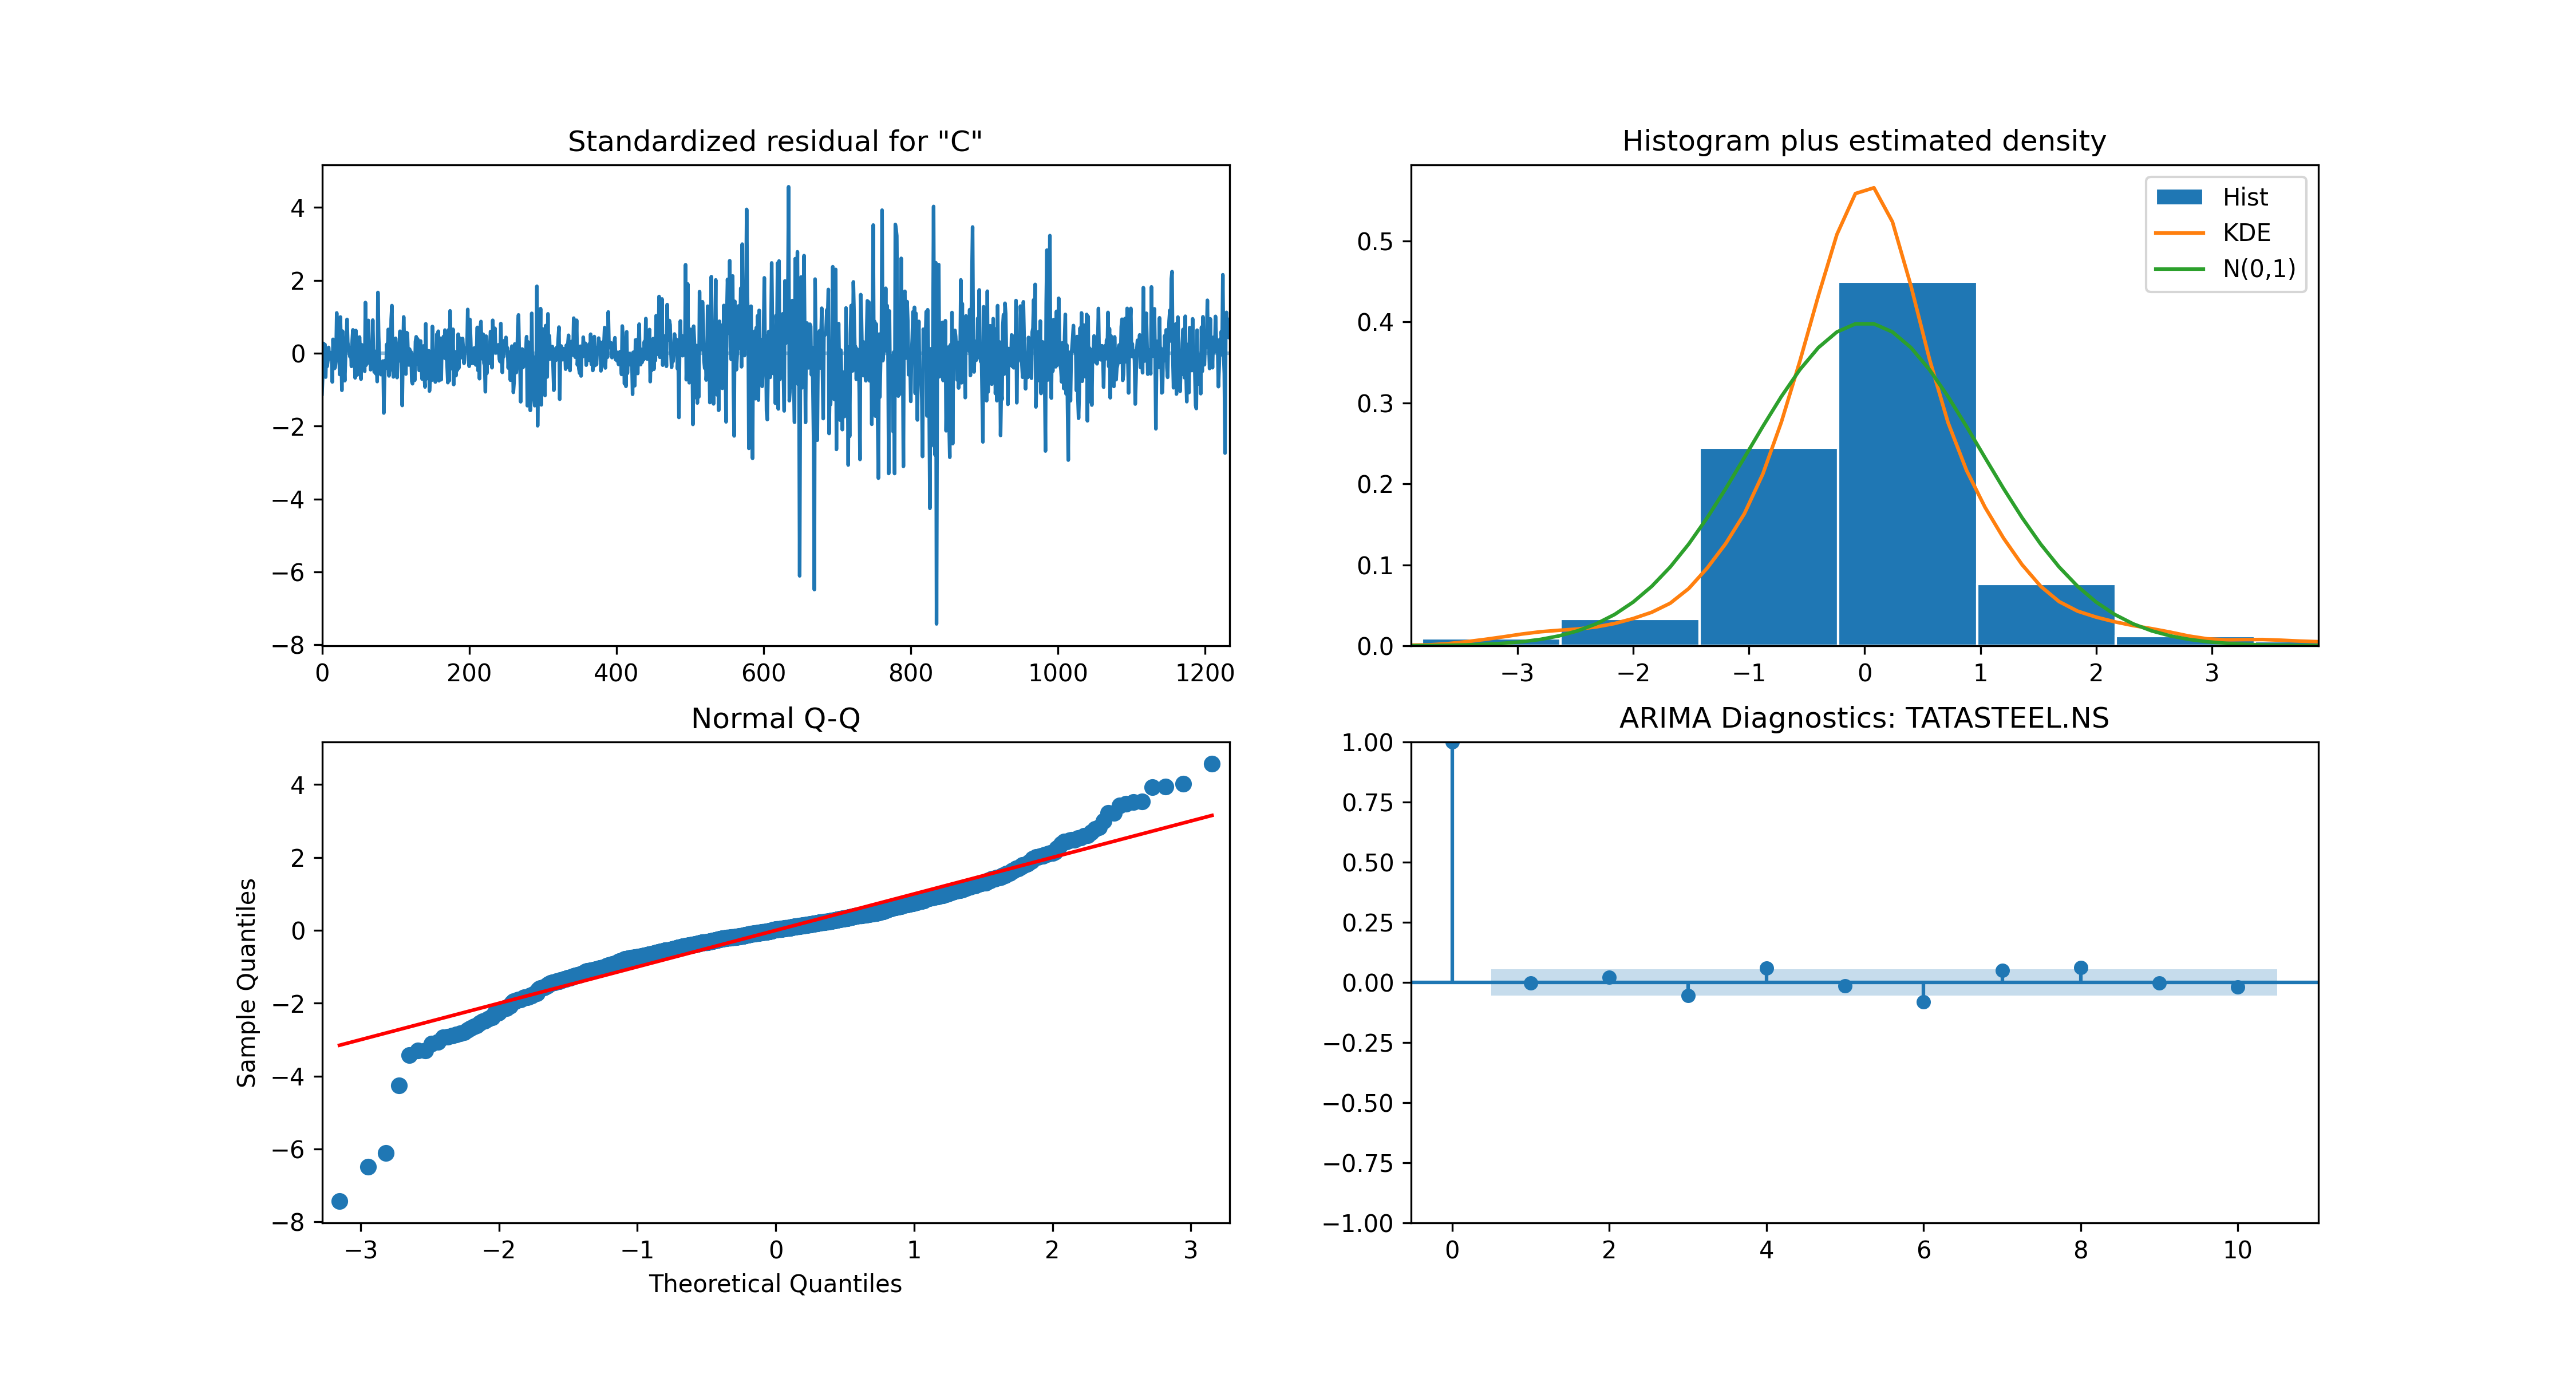 Standardized residual for "C"
4
2
0
−2
−4
−6
−8
0 200 400 600 800 1000 1200
Histogram plus estimated density
Hist
KDE
N(0,1)
0.5
0.4
0.3
0.2
0.1
0.0
−3 −2 −1 0 1 2 3
Normal Q-Q
Sample Quantiles
4
2
0
−2
−4
−6
−8
−3 −2 −1 0 1 2 3
Theoretical Quantiles
ARIMA Diagnostics: TATASTEEL.NS
1.00
0.75
0.50
0.25
0.00
−0.25
−0.50
−0.75
−1.00
0 2 4 6 8 10